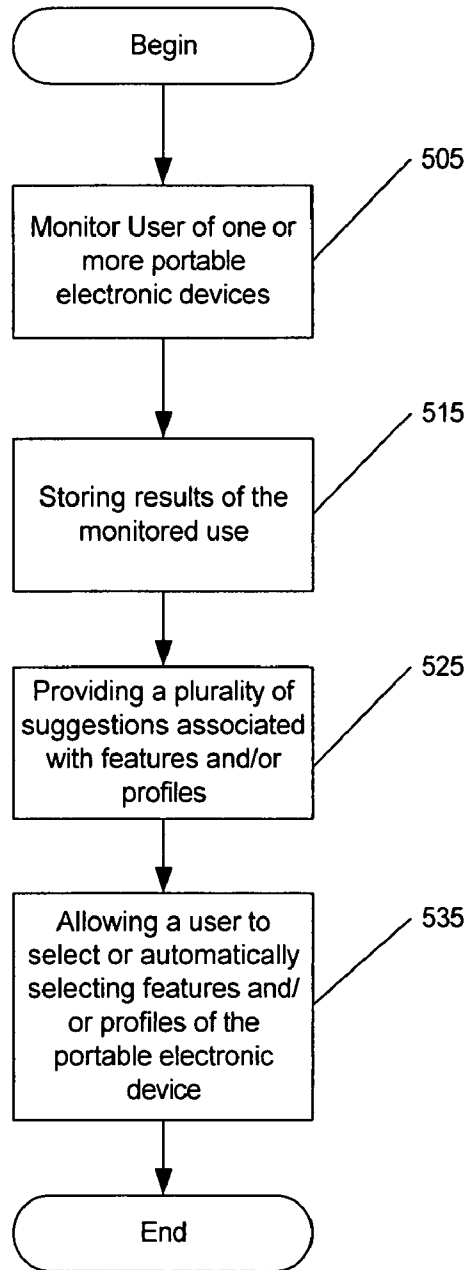 Begin
505
Monitor User of one or
more portable
electronic devices
515
Storing results of the
monitored use
525
Providing a plurality of
suggestions associated
with features and/or
profiles
535
Allowing a user to
select or automatically
selecting features and/
or profiles of the
portable electronic
device
End